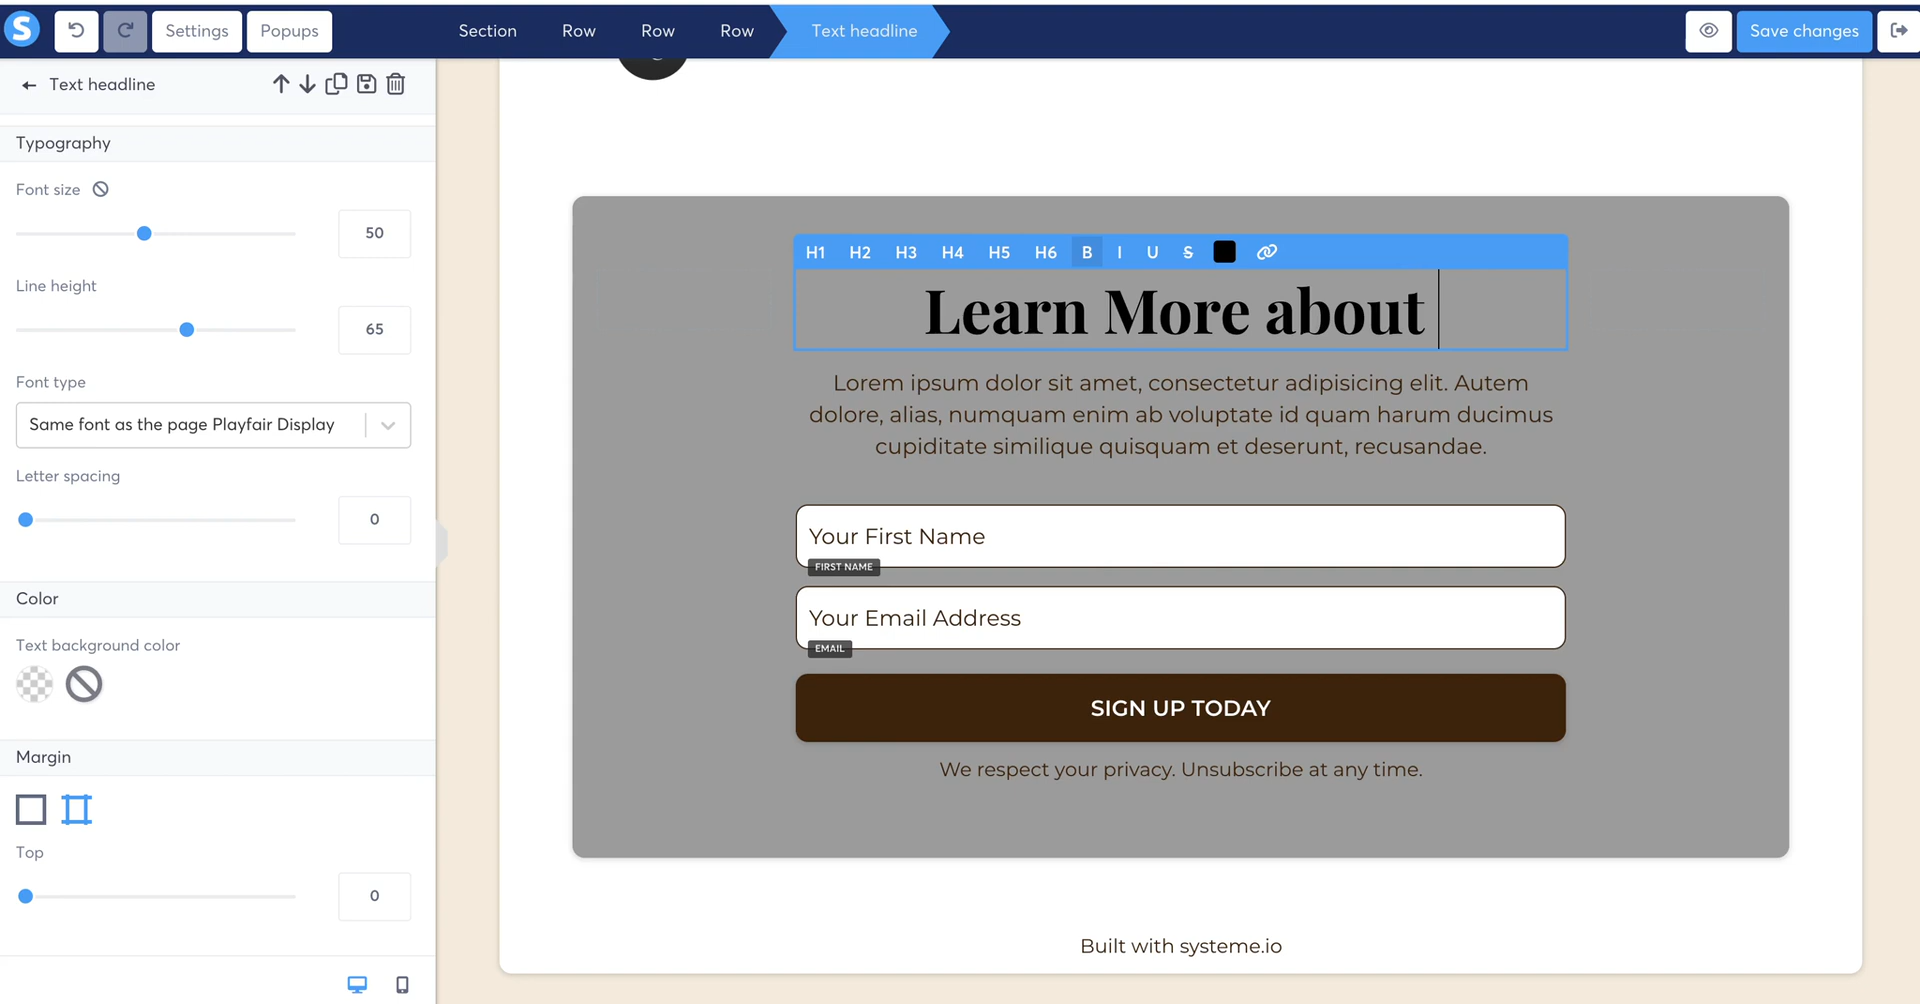 S
Settings
Popups
Section
Row
Row
Row
Text headline
Save changes
Text headline
Typography
Font size
50
Line height
65
Font type
Same font as the page Playfair Display
Letter spacing
0
Color
Text background color
Margin
Top
0
H1 H2 H3 H4 H5 H6 B I U S
Learn More about
Lorem ipsum dolor sit amet, consectetur adipisicing elit. Autem
dolore, alias, numquam enim ab voluptate id quam harum ducimus
cupiditate similique quisquam et deserunt, recusandae.
Your First Name
FIRST NAME
Your Email Address
EMAIL
SIGN UP TODAY
We respect your privacy. Unsubscribe at any time.
Built with systeme.io